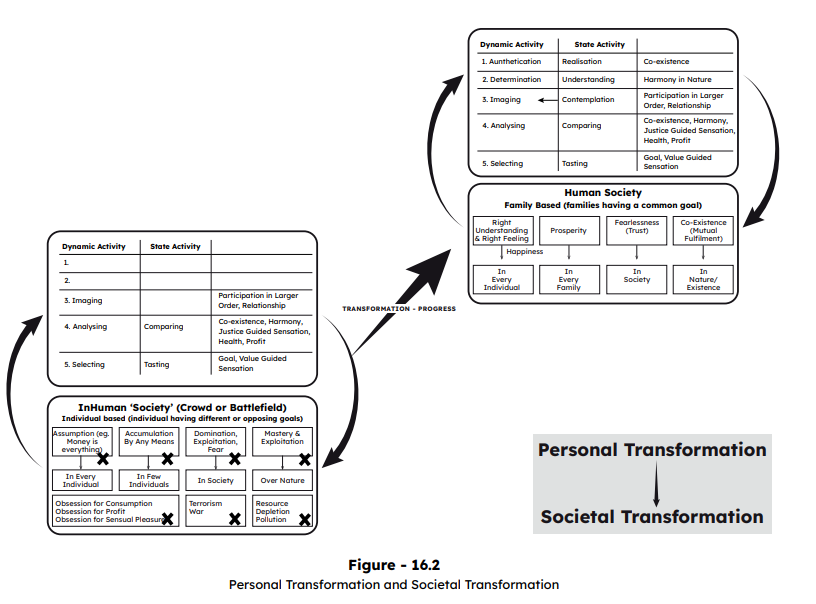 Dynamic Activity State Activity
1. Aunthetication Realisation Co-existence
2. Determination Understanding Harmony in Nature
3. Imaging Contemplation Participation in Larger
Order, Relationship
4. Analysing Comparing Co-existence, Harmony,
Justice Guided Sensation,
Health, Profit
5. Selecting Tasting Goal, Value Guided
Sensation
Human Society
Family Based (families having a common goal)
Right
Understanding
& Right Feeling
Prosperity
Fearlessness
(Trust)
Co-Existence
(Mutual
Fulfilment)
Happiness
In
Every
Individual
In
Every
Family
In
Society
In
Nature/
Existence
Dynamic Activity State Activity
1.
2.
3. Imaging Participation in Larger
Order, Relationship
4. Analysing Comparing Co-existence, Harmony,
Justice Guided Sensation,
Health, Profit
5. Selecting Tasting Goal, Value Guided
Sensation
TRANSFORMATION - PROGRESS
InHuman ‘Society’ (Crowd or Battlefield)
Individual based (individual having different or opposing goals)
Assumption (eg.
Money is
everything)
Accumulation
By Any Means
Domination,
Exploitation,
Fear
Mastery &
Exploitation
In Every
Individual
In Few
Individuals
In Society
Over Nature
Obsession for Consumption
Obsession for Profit
Obsession for Sensual Pleasure
Terrorism
War
Resource
Depletion
Pollution
Personal Transformation
Societal Transformation
Figure - 16.2
Personal Transformation and Societal Transformation